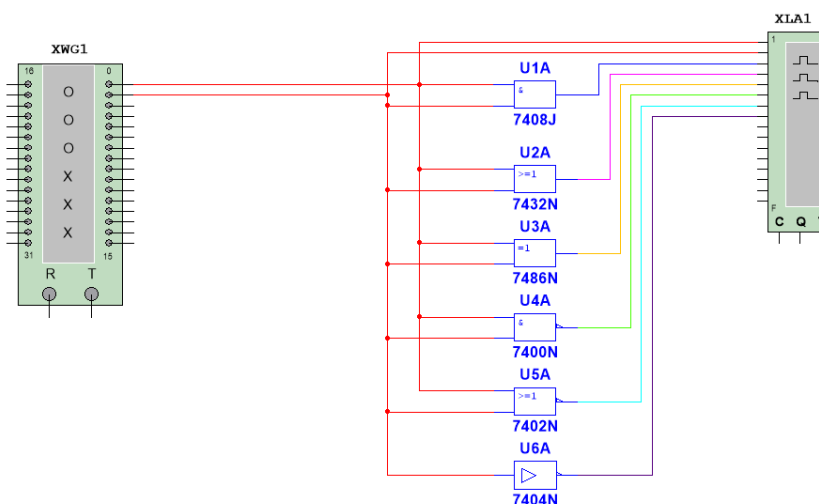 XLA1
XWG1
1
16 0
U1A
O
&
O
7408J
O
U2A
X
>=1
X
7432N
F
X
U3A
C Q
=1
31 15
R T
7486N
U4A
&
7400N
U5A
>=1
7402N
U6A
7404N